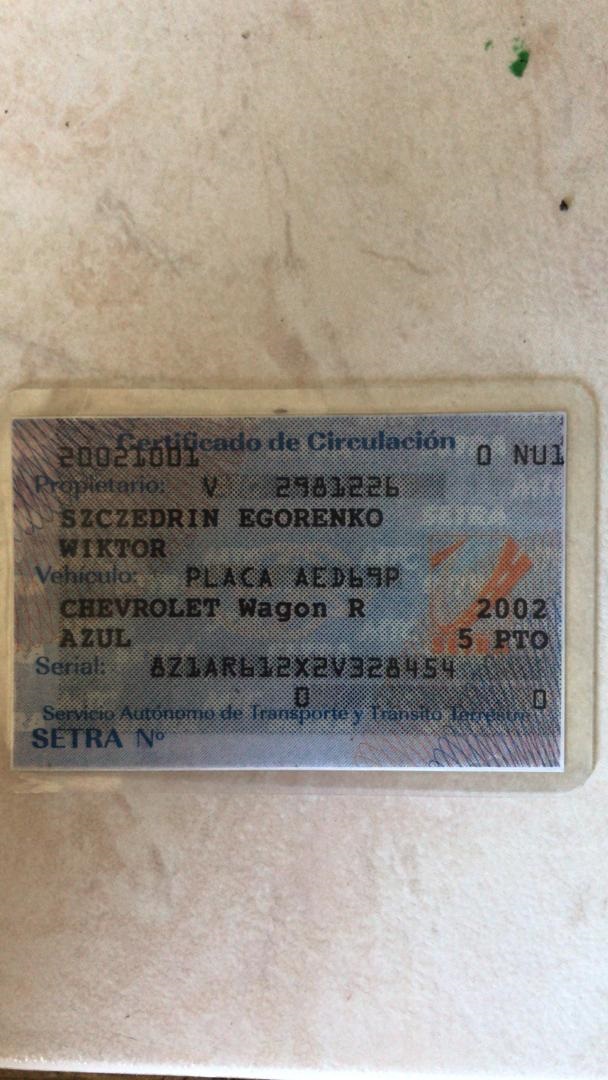 Certificado de Circulación
20021001 0 NU1
Propietario: V 2981226
SZCZEDRIN EGORENKO
WIKTOR
Vehículo: PLACA AED69P
CHEVROLET Wagon R 2002
AZUL 5 PTO
Serial: 8Z1AR612X2V328454
0 0
Servicio Autónomo de Transporte y Tránsito Terrestre
SETRA Nº